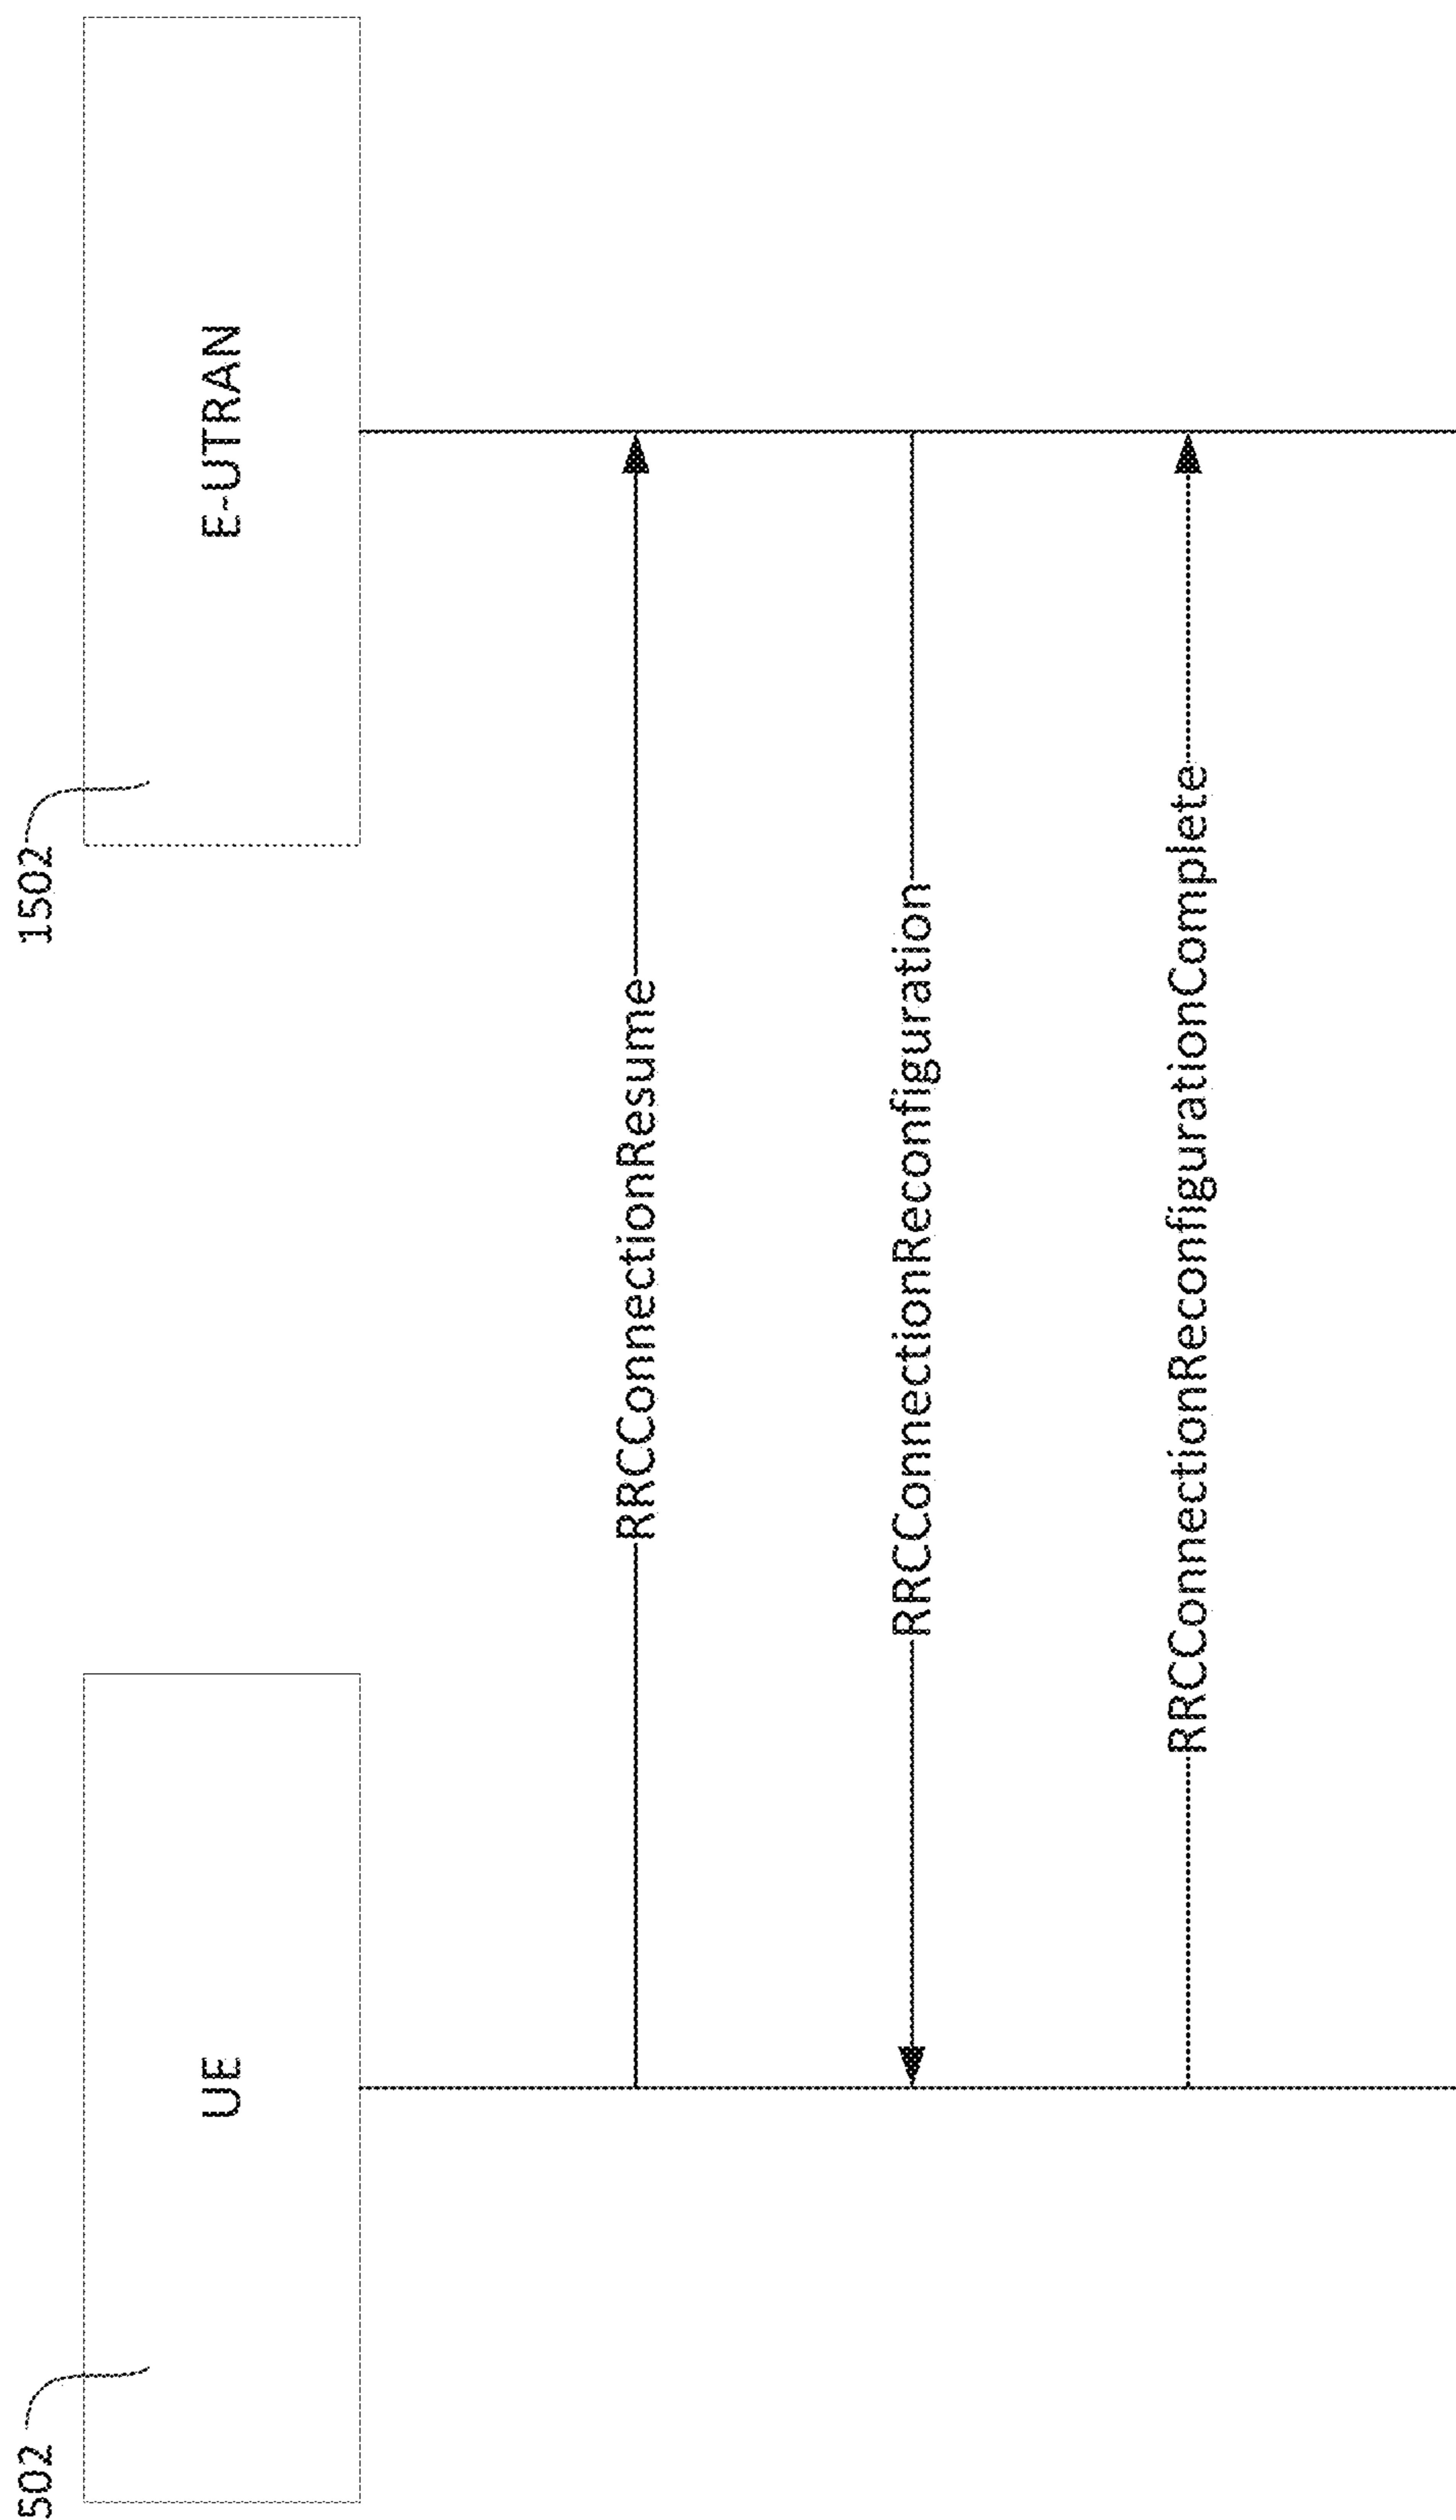 502
UE
1502
E-UTRAN
RRCConnectionResume
RRCConnectionReconfiguration
RRCConnectionReconfigurationComplete